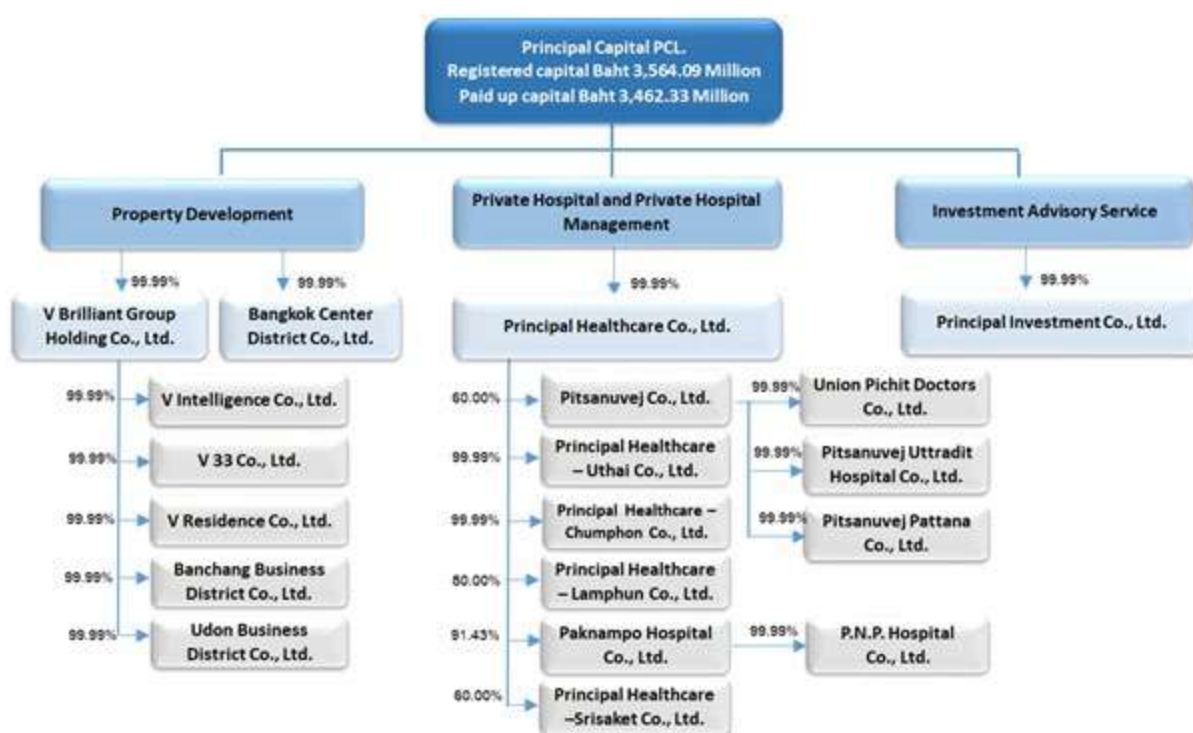 Principal Capital PCL.
Registered capital Baht 3,564.09 Million
Paid up capital Baht 3,462.33 Million
Property Development
Private Hospital and Private Hospital
Management
Investment Advisory Service
99.99%
99.99%
99.99%
99.99%
V Brilliant Group
Holding Co., Ltd.
Bangkok Center
District Co., Ltd.
Principal Healthcare Co., Ltd.
Principal Investment Co., Ltd.
99.99%
V Intelligence Co., Ltd.
99.99%
V 33 Co., Ltd.
99.99%
V Residence Co., Ltd.
99.99%
Banchang Business
District Co., Ltd.
99.99%
Udon Business
District Co., Ltd.
60.00%
Pitsanuvej Co., Ltd.
99.99%
Principal Healthcare
– Uthai Co., Ltd.
99.99%
Principal Healthcare –
Chumphon Co., Ltd.
80.00%
Principal Healthcare
– Lamphun Co., Ltd.
91.43%
Paknampo Hospital
Co., Ltd.
60.00%
Principal Healthcare
–Srisaket Co., Ltd.
99.99%
Union Pichit Doctors
Co., Ltd.
99.99%
Pitsanuvej Uttradit
Hospital Co., Ltd.
99.99%
Pitsanuvej Pattana
Co., Ltd.
99.99%
P.N.P. Hospital
Co., Ltd.